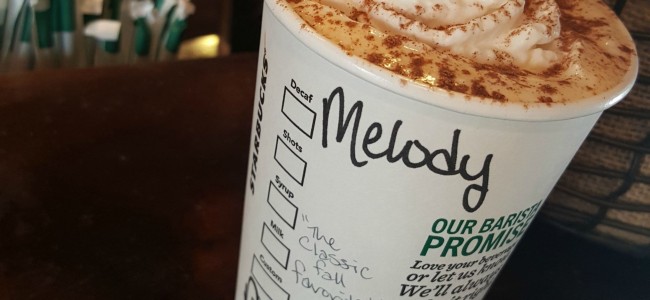 STARBUCKS
Decaf
Melody
Shots
Syrup
Milk
Custom
"The
Classic
fall
OUR BARISTA
PROMISE
Love your
or let us know
We'll always